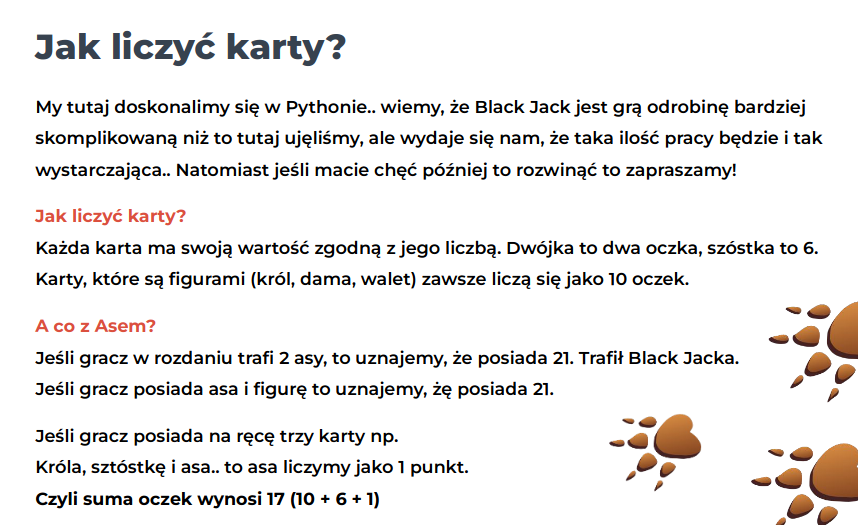 Jak liczyć karty?
My tutaj doskonalimy się w Pythonie.. wiemy, że Black Jack jest grą odrobinę bardziej
skomplikowaną niż to tutaj ujęliśmy, ale wydaje się nam, że taka ilość pracy będzie i tak
wystarczająca.. Natomiast jeśli macie chęć później to rozwinąć to zapraszamy!
Jak liczyć karty?
Każda karta ma swoją wartość zgodną z jego liczbą. Dwójka to dwa oczka, szóstka to 6.
Karty, które są figurami (król, dama, walet) zawsze liczą się jako 10 oczek.
A co z Asem?
Jeśli gracz w rozdaniu trafi 2 asy, to uznajemy, że posiada 21. Trafił Black Jacka.
Jeśli gracz posiada asa i figurę to uznajemy, żę posiada 21.
Jeśli gracz posiada na ręcę trzy karty np.
Króla, sztóstkę i asa.. to asa liczymy jako 1 punkt.
Czyli suma oczek wynosi 17 (10 + 6 + 1)